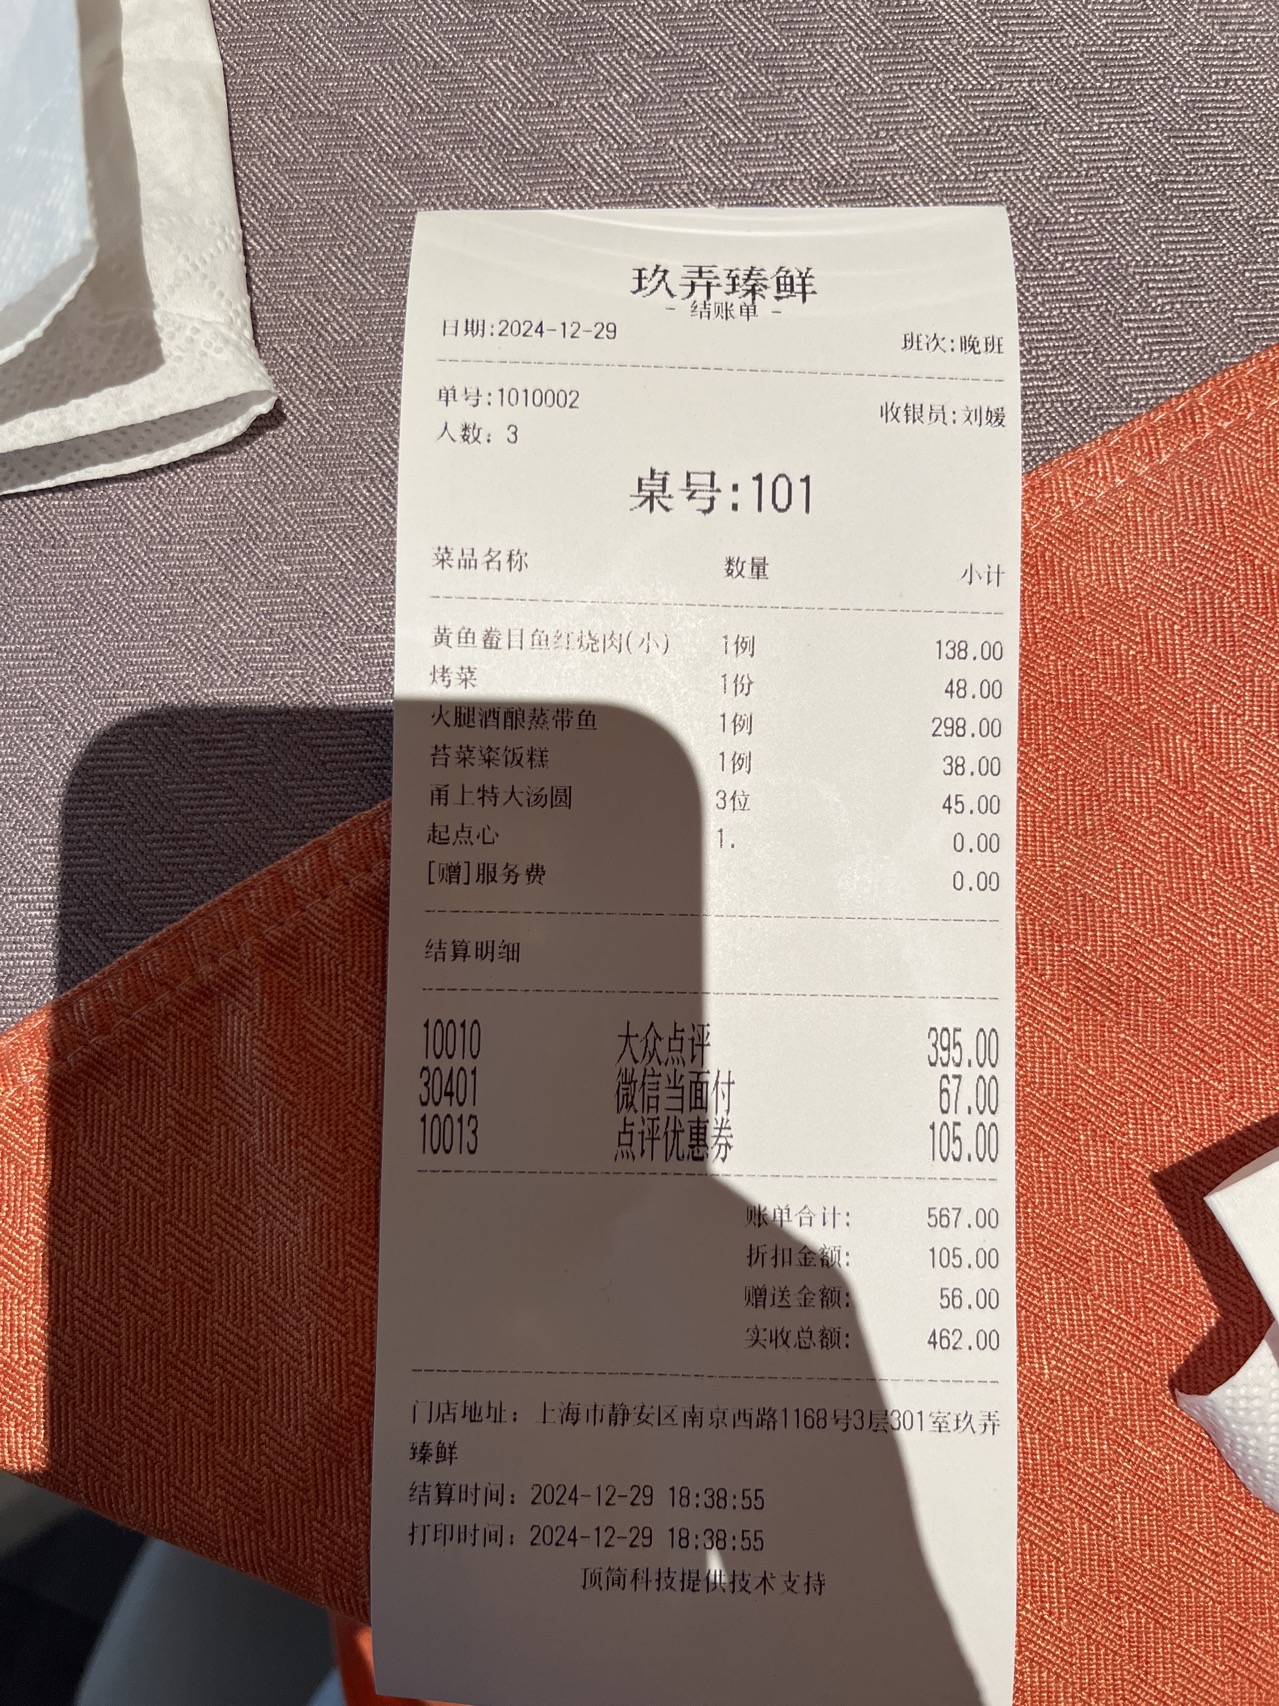 玖弄臻鲜
- 结账单 -
日期:2024-12-29 班次:晚班
单号:1010002 收银员:刘媛
人数: 3
桌号:101
菜品名称 数量 小计
黄鱼鲞目鱼红烧肉(小) 1例 138.00
烤菜 1份 48.00
火腿酒酿蒸带鱼 1例 298.00
苔菜粢饭糕 1例 38.00
甬上特大汤圆 3位 45.00
起点心 1. 0.00
[赠]服务费 0.00
结算明细
10010 大众点评 395.00
30401 微信当面付 67.00
10013 点评优惠券 105.00
账单合计: 567.00
折扣金额: 105.00
赠送金额: 56.00
实收总额: 462.00
门店地址: 上海市静安区南京西路1168号3层301室玖弄
臻鲜
结算时间: 2024-12-29 18:38:55
打印时间: 2024-12-29 18:38:55
顶简科技提供技术支持